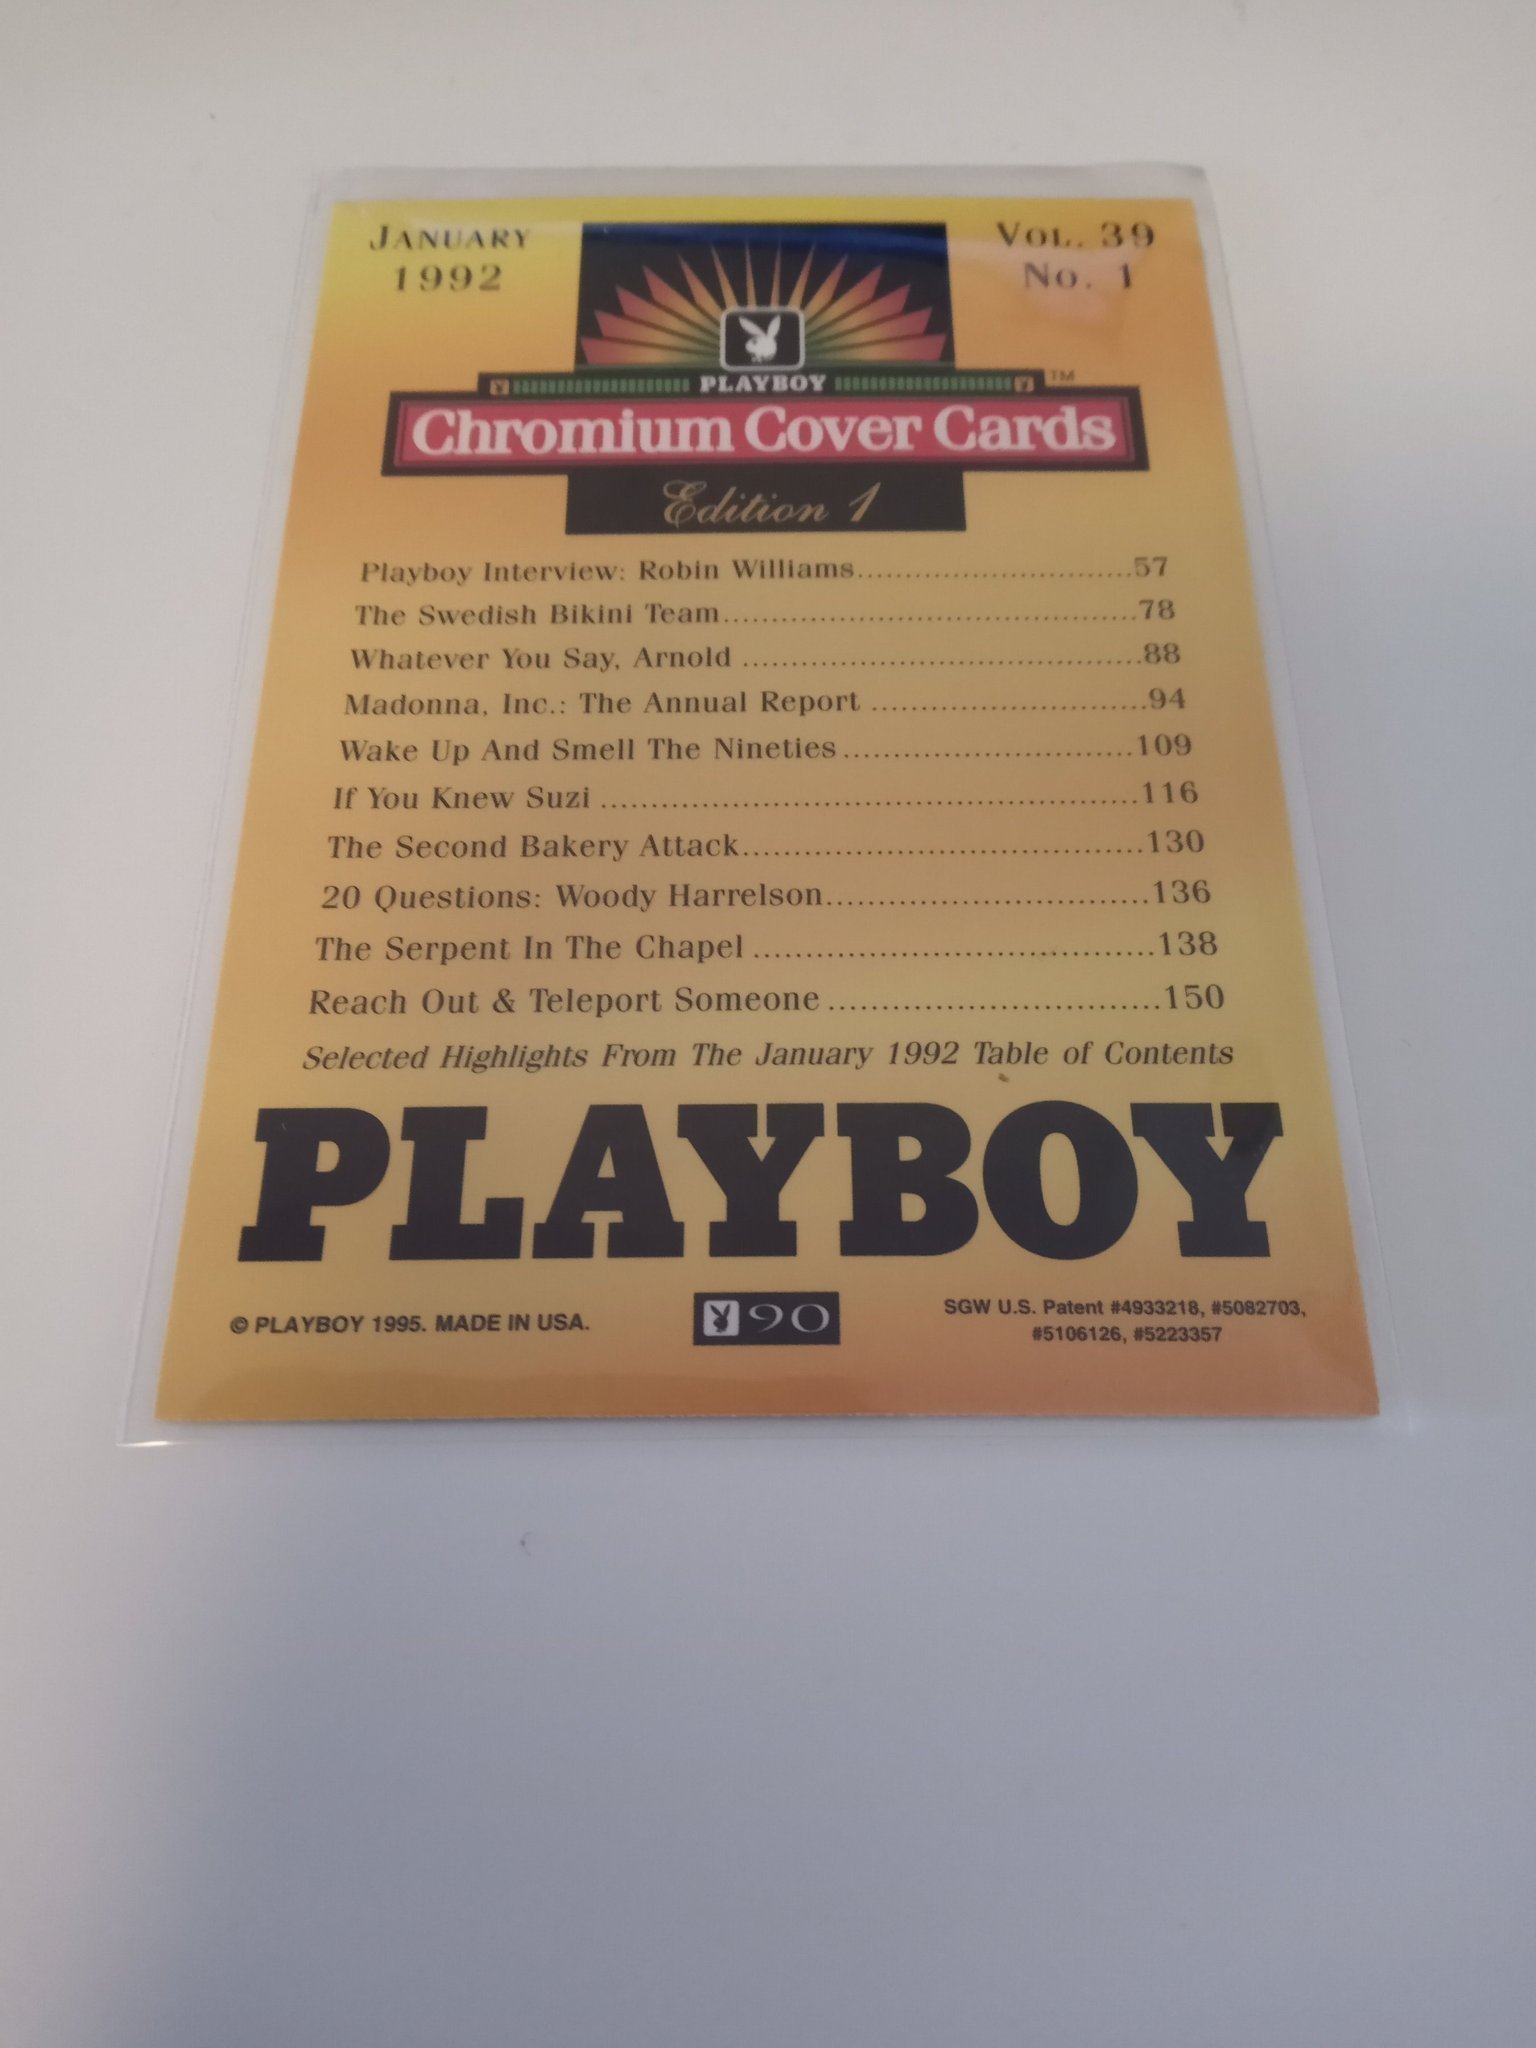 JANUARY
1992
VOL. 39
NO. 1
PLAYBOY
TM
Chromium Cover Cards
Edition 1
Playboy Interview: Robin Williams............................57
The Swedish Bikini Team...........................................78
Whatever You Say, Arnold .........................................88
Madonna, Inc.: The Annual Report ............................94
Wake Up And Smell The Nineties.............................109
If You Knew Suzi ......................................................116
The Second Bakery Attack.......................................130
20 Questions: Woody Harrelson...............................136
The Serpent In The Chapel .......................................138
Reach Out & Teleport Someone ................................150
Selected Highlights From The January 1992 Table of Contents
PLAYBOY
© PLAYBOY 1995. MADE IN USA.
90
SGW U.S. Patent #4933218, #5082703,
#5106126, #5223357